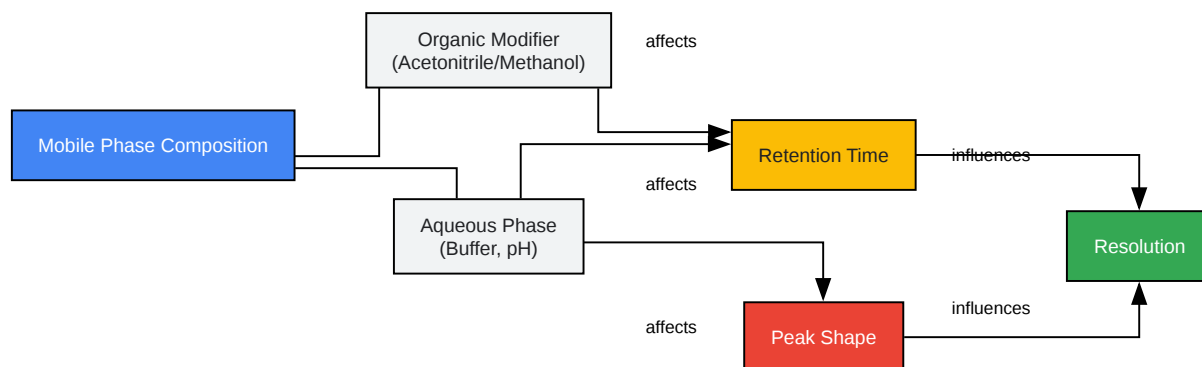 Organic Modifier
(Acetonitrile/Methanol)
affects
Mobile Phase Composition
Retention Time
influences
affects
Aqueous Phase
(Buffer, pH)
Resolution
influences
affects
Peak Shape